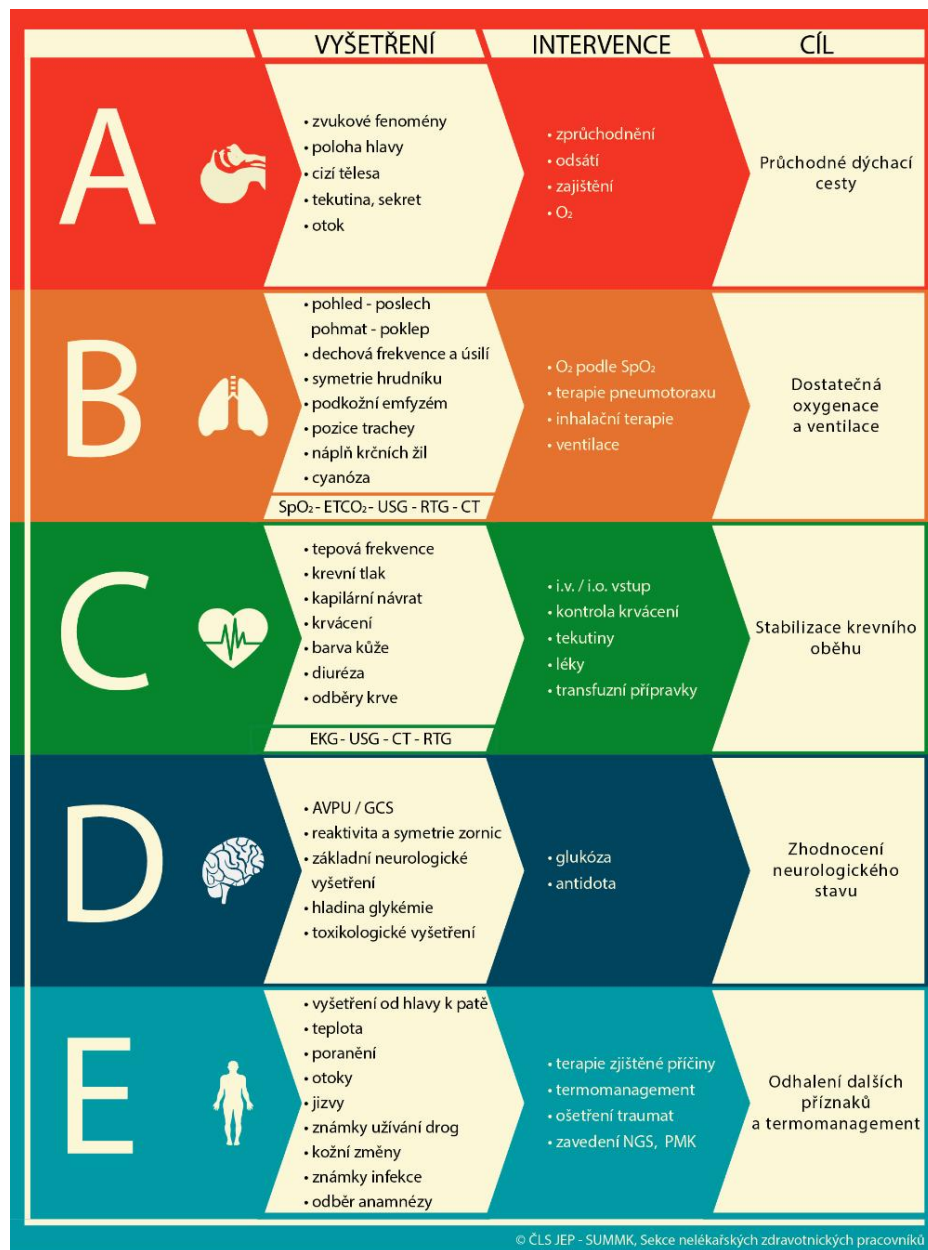 VYŠETŘENÍ
INTERVENCE
CÍL
A
• zvukové fenomény
• poloha hlavy
• cizí tělesa
• tekutina, sekret
• otok
• zprůchodnění
• odsátí
• zajištění
• O₂
Průchodné dýchací
cesty
B
• pohled - poslech
pohmat - poklep
• dechová frekvence a úsilí
• symetrie hrudníku
• podkožní emfyzém
• pozice trachey
• náplň krčních žil
• cyanóza
SpO₂ - ETCO₂ - USG - RTG - CT
• O₂ podle SpO₂
• terapie pneumotoraxu
• inhalační terapie
• ventilace
Dostatečná
oxygenace
a ventilace
C
• tepová frekvence
• krevní tlak
• kapilární návrat
• krvácení
• barva kůže
• diuréza
• odběry krve
EKG - USG - CT - RTG
• i.v. / i.o. vstup
• kontrola krvácení
• tekutiny
• léky
• transfuzní přípravky
Stabilizace krevního
oběhu
D
• AVPU / GCS
• reaktivita a symetrie zornic
• základní neurologické
vyšetření
• hladina glykémie
• toxikologické vyšetření
• glukóza
• antidota
Zhodnocení
neurologického
stavu
E
• vyšetření od hlavy k patě
• teplota
• poranění
• otoky
• jizvy
• známky užívání drog
• kožní změny
• známky infekce
• odběr anamnézy
• terapie zjištěné příčiny
• termomanagement
• ošetření traumat
• zavedení NGS, PMK
Odhalení dalších
příznaků
a termomanagement
© ČLS JEP - SUMMK, Sekce nelékařských zdravotnických pracovníků